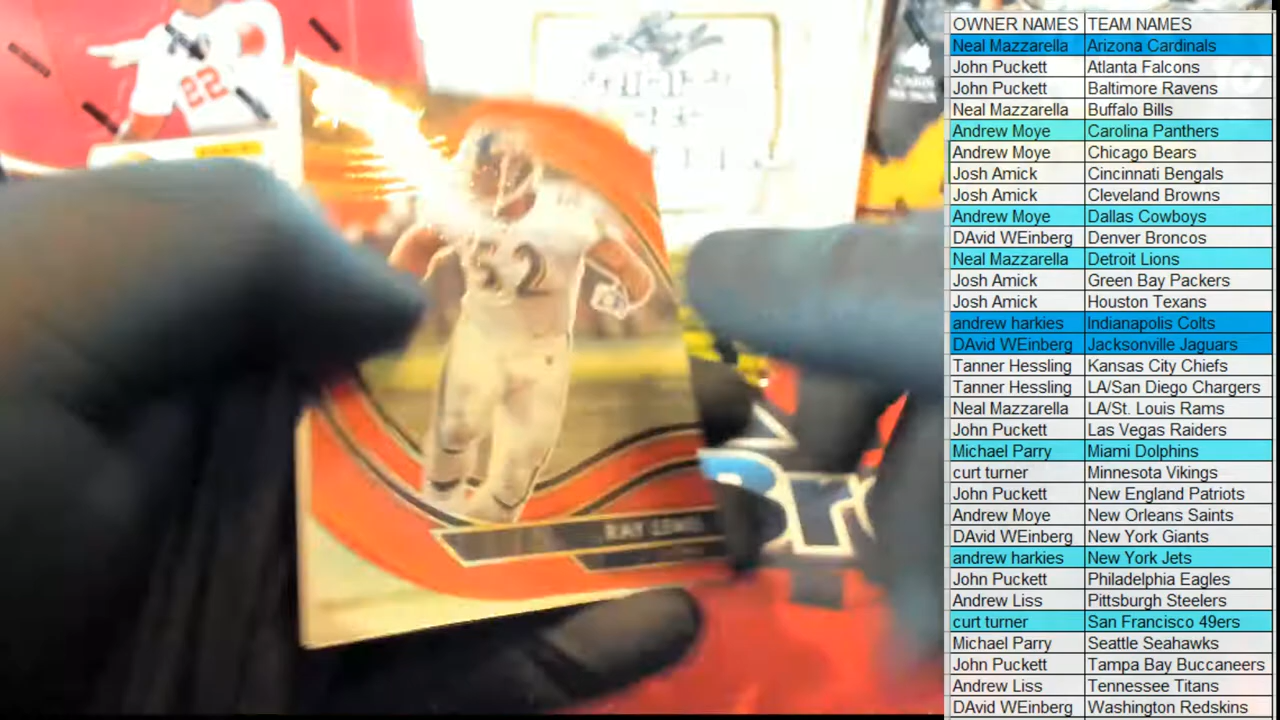 OWNER NAMES TEAM NAMES
Neal Mazzarella Arizona Cardinals
John Puckett Atlanta Falcons
John Puckett Baltimore Ravens
Neal Mazzarella Buffalo Bills
Andrew Moye Carolina Panthers
Andrew Moye Chicago Bears
Josh Amick Cincinnati Bengals
Josh Amick Cleveland Browns
Andrew Moye Dallas Cowboys
DAvid WEinberg Denver Broncos
Neal Mazzarella Detroit Lions
Josh Amick Green Bay Packers
Josh Amick Houston Texans
andrew harkies Indianapolis Colts
DAvid WEinberg Jacksonville Jaguars
Tanner Hessling Kansas City Chiefs
Tanner Hessling LA/San Diego Chargers
Neal Mazzarella LA/St. Louis Rams
John Puckett Las Vegas Raiders
Michael Parry Miami Dolphins
curt turner Minnesota Vikings
John Puckett New England Patriots
Andrew Moye New Orleans Saints
DAvid WEinberg New York Giants
andrew harkies New York Jets
John Puckett Philadelphia Eagles
Andrew Liss Pittsburgh Steelers
curt turner San Francisco 49ers
Michael Parry Seattle Seahawks
John Puckett Tampa Bay Buccaneers
Andrew Liss Tennessee Titans
DAvid WEinberg Washington Redskins
22
52
RAY LEWIS